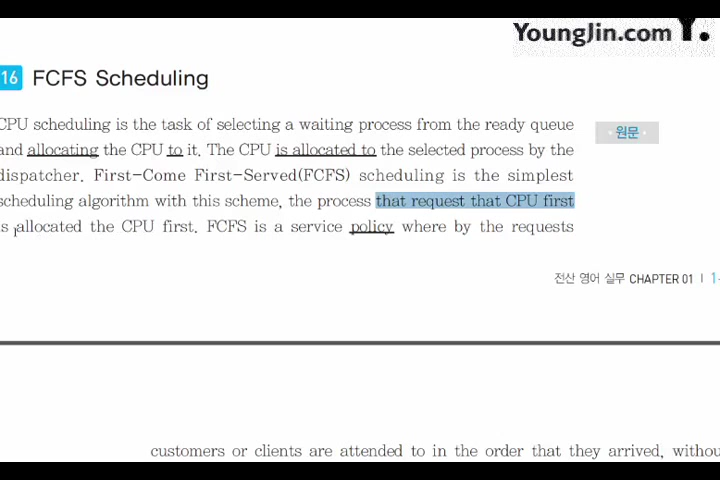 YoungJin.com Y.
16 FCFS Scheduling
CPU scheduling is the task of selecting a waiting process from the ready queue
and allocating the CPU to it. The CPU is allocated to the selected process by the
dispatcher. First-Come First-Served(FCFS) scheduling is the simplest
scheduling algorithm with this scheme, the process that request that CPU first
is allocated the CPU first. FCFS is a service policy where by the requests
원문
전산 영어 실무 CHAPTER 01 | 1-
customers or clients are attended to in the order that they arrived, withou